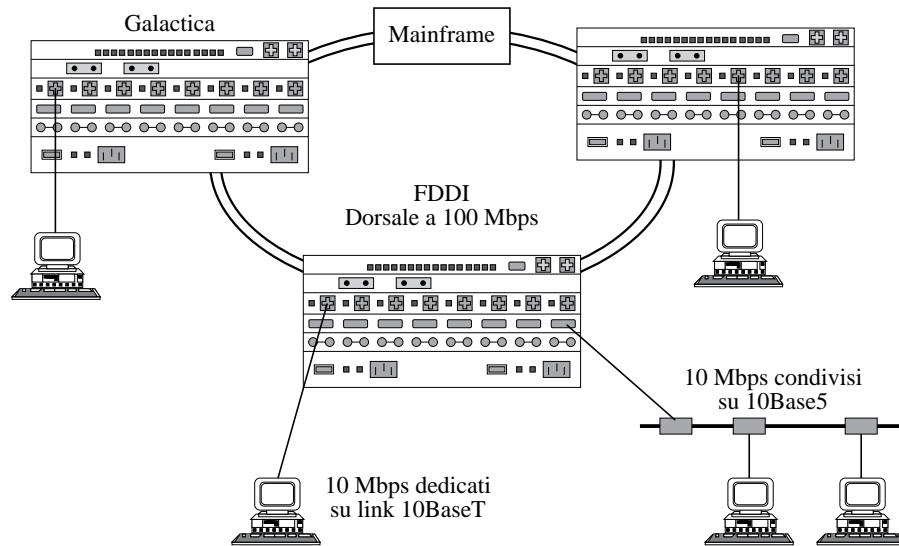 Galactica
Mainframe
FDDI
Dorsale a 100 Mbps
10 Mbps condivisi
su 10Base5
10 Mbps dedicati
su link 10BaseT